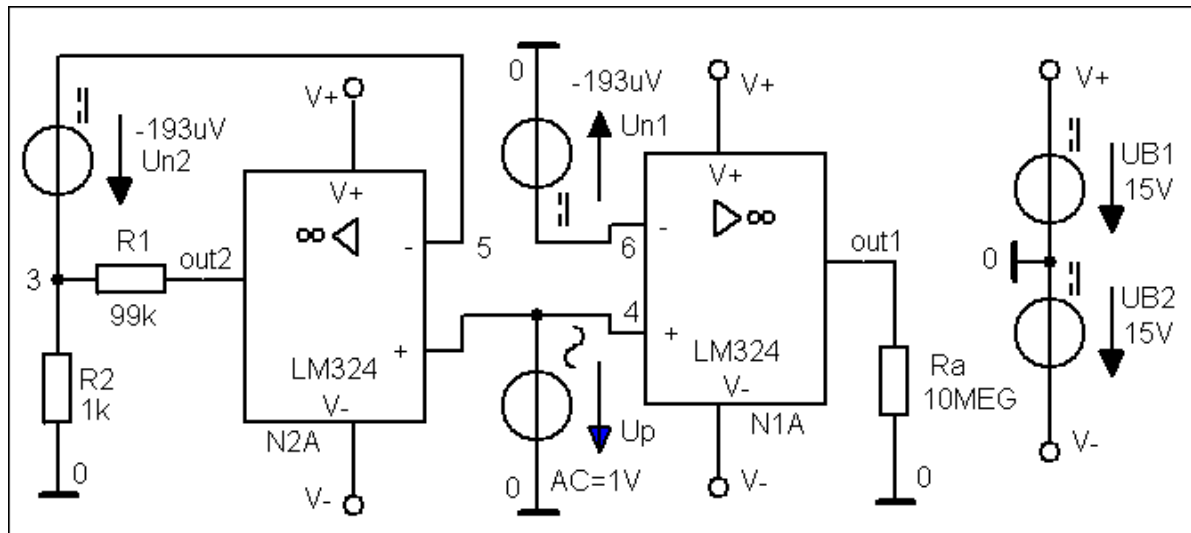 -193uV
Un2
V+
V+
∞
-
5
3
R1
99k
out2
+
LM324
V-
N2A
V-
R2
1k
0
0
-193uV
Un1
V+
V+
∞
-
6
4
+
LM324
V-
N1A
V-
Up
AC=1V
0
out1
Ra
10MEG
0
V+
UB1
15V
0
UB2
15V
V-